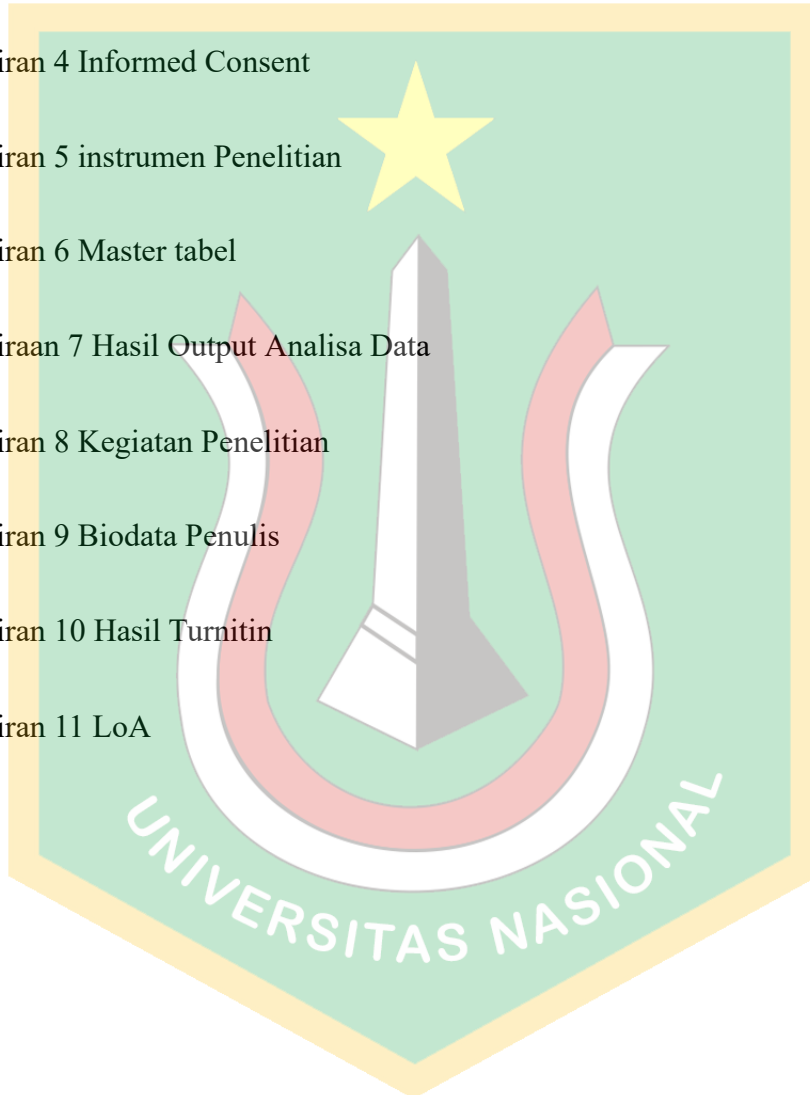 iran 4 Informed Consent
iran 5 instrumen Penelitian
iran 6 Master tabel
iraan 7 Hasil Output Analisa Data
iran 8 Kegiatan Penelitian
iran 9 Biodata Penulis
iran 10 Hasil Turnitin
iran 11 LoA
UNIVERSITAS NASIONAL